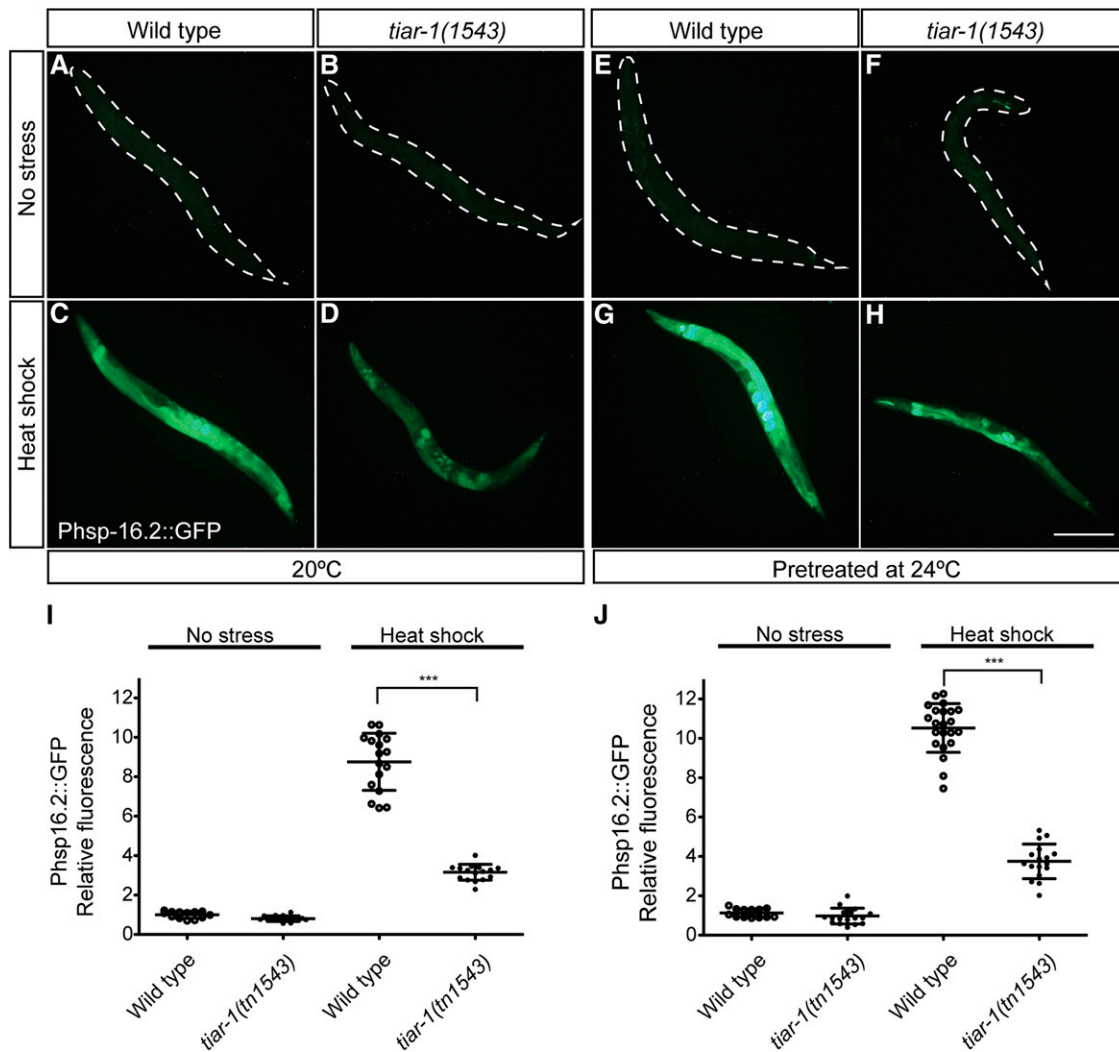 Wild type tiar-1(1543) Wild type tiar-1(1543)
No stress
A B E F
Heat shock
C D G H
Phsp-16.2::GFP
20ºC Pretreated at 24ºC
I
No stress Heat shock
***
Phsp16.2::GFP
Relative fluorescence
12
10
8
6
4
2
0
Wild type
tiar-1(tn1543)
Wild type
tiar-1(tn1543)
J
No stress Heat shock
***
Phsp16.2::GFP
Relative fluorescence
12
10
8
6
4
2
0
Wild type
tiar-1(tn1543)
Wild type
tiar-1(tn1543)